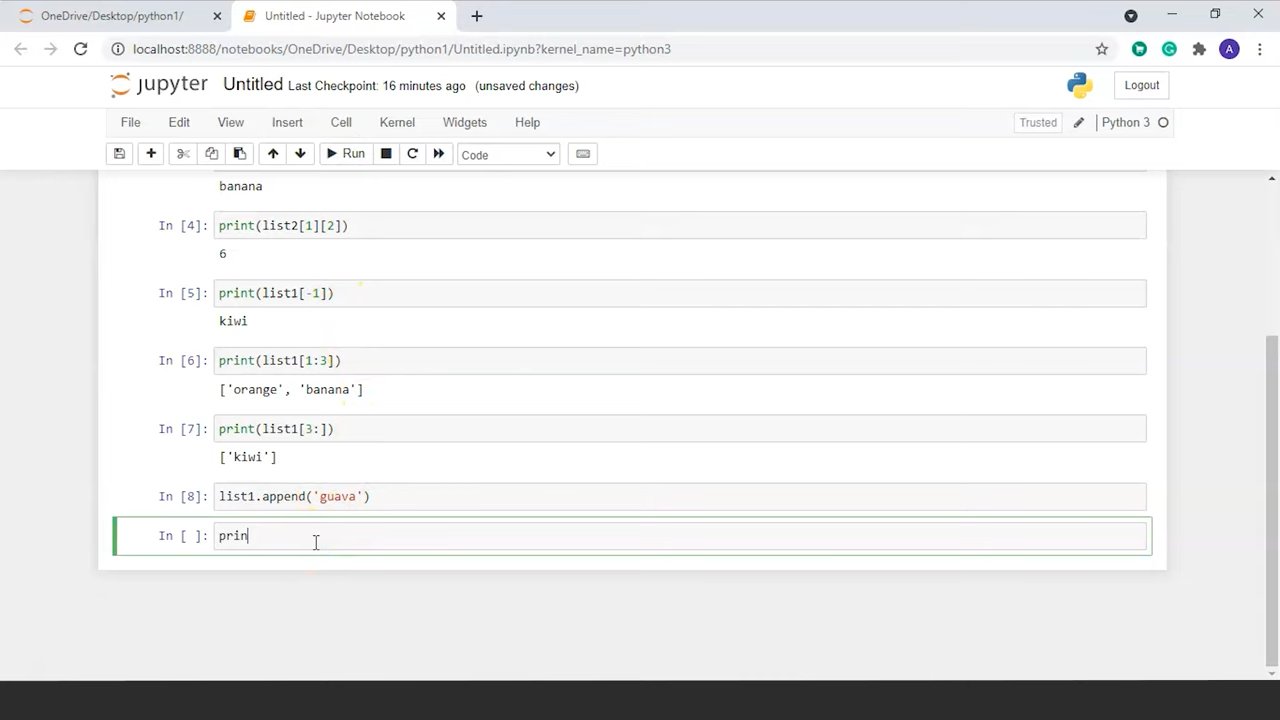 OneDrive/Desktop/python1/
Untitled - Jupyter Notebook
localhost:8888/notebooks/OneDrive/Desktop/python1/Untitled.ipynb?kernel_name=python3
A
jupyter Untitled Last Checkpoint: 16 minutes ago (unsaved changes)
Logout
File Edit View Insert Cell Kernel Widgets Help
Trusted Python 3
Run Code
banana
In [4]: print(list2[1][2])
6
In [5]: print(list1[-1])
kiwi
In [6]: print(list1[1:3])
['orange', 'banana']
In [7]: print(list1[3:])
['kiwi']
In [8]: list1.append('guava')
In [ ]: prin